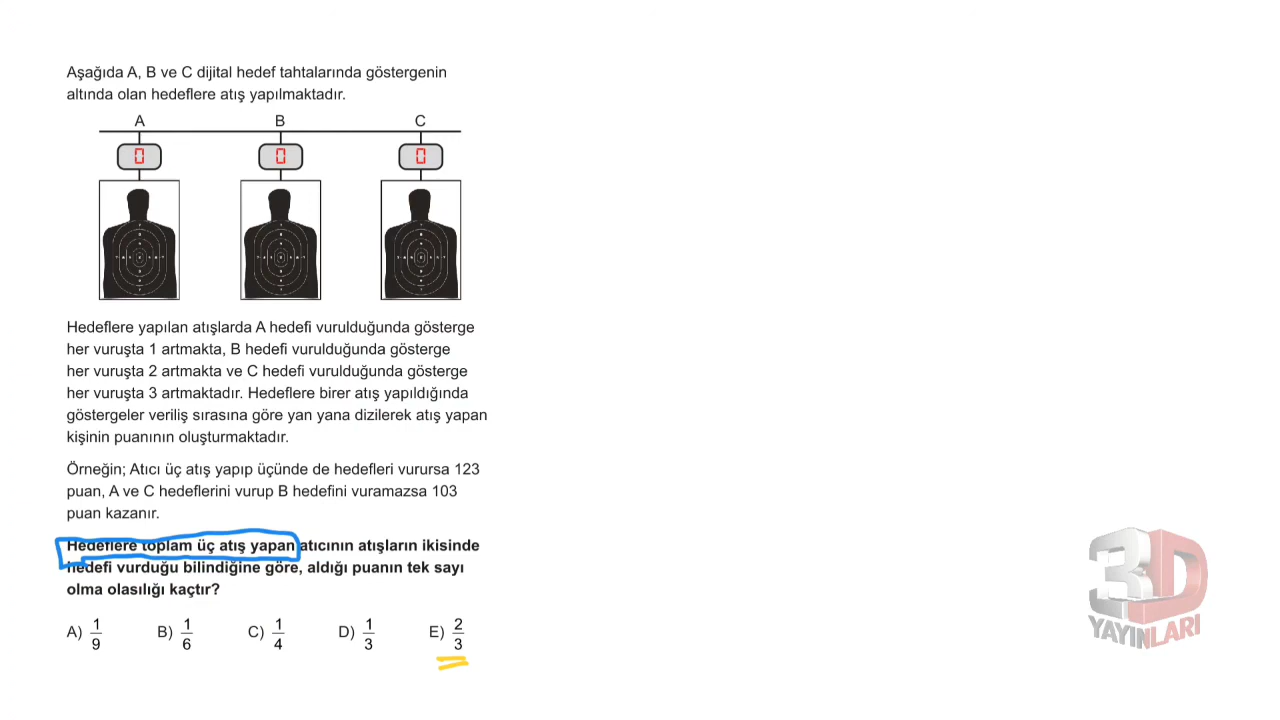 Aşağıda A, B ve C dijital hedef tahtalarında göstergenin
altında olan hedeflere atış yapılmaktadır.
A B C
0 0 0
Hedeflere yapılan atışlarda A hedefi vurulduğunda gösterge
her vuruşta 1 artmakta, B hedefi vurulduğunda gösterge
her vuruşta 2 artmakta ve C hedefi vurulduğunda gösterge
her vuruşta 3 artmaktadır. Hedeflere birer atış yapıldığında
göstergeler veriliş sırasına göre yan yana dizilerek atış yapan
kişinin puanının oluşturmaktadır.
Örneğin; Atıcı üç atış yapıp üçünde de hedefleri vurursa 123
puan, A ve C hedeflerini vurup B hedefini vuramazsa 103
puan kazanır.
Hedeflere toplam üç atış yapan atıcının atışların ikisinde
hedefi vurduğu bilindiğine göre, aldığı puanın tek sayı
olma olasılığı kaçtır?
A) 1/9 B) 1/6 C) 1/4 D) 1/3 E) 2/3
3D
YAYINLARI